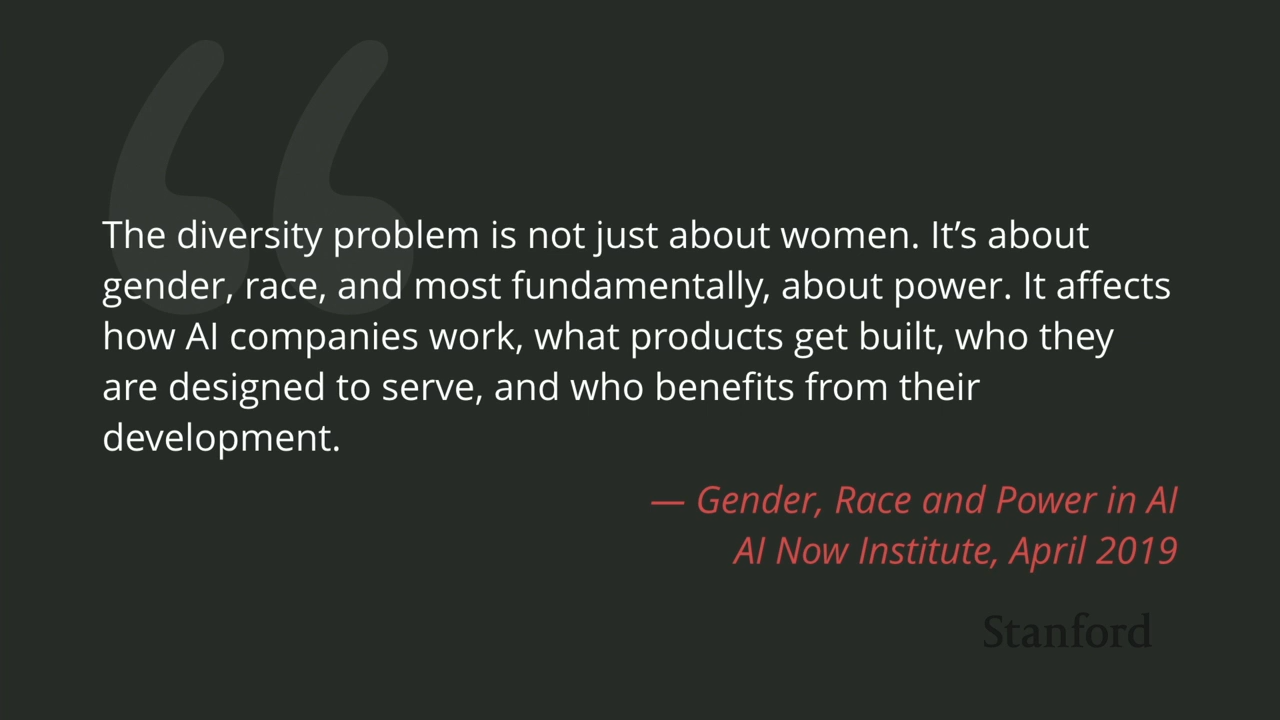 The diversity problem is not just about women. It’s about
gender, race, and most fundamentally, about power. It affects
how AI companies work, what products get built, who they
are designed to serve, and who benefits from their
development.
— Gender, Race and Power in AI
AI Now Institute, April 2019
Stanford